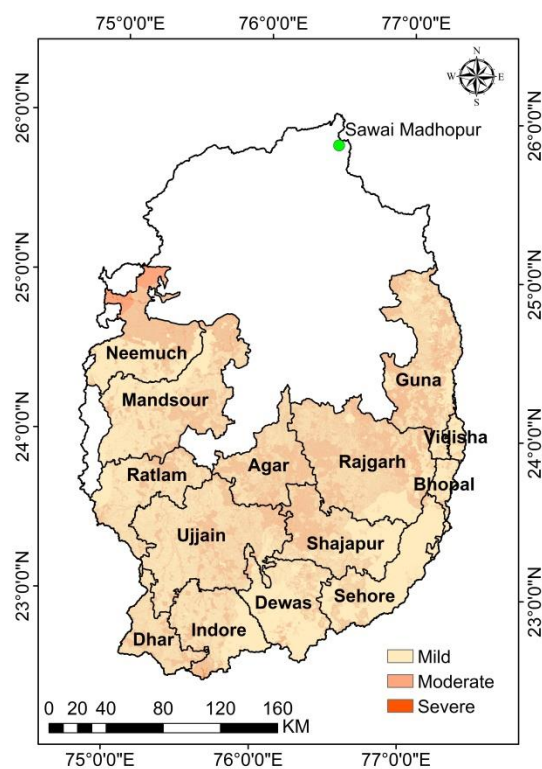 75°0'0"E 76°0'0"E 77°0'0"E
N
W E
S
26°0'0"N
26°0'0"N
Sawai Madhopur
25°0'0"N
25°0'0"N
Neemuch
Guna
Mandsour
24°0'0"N
24°0'0"N
Vidisha
Agar
Rajgarh
Ratlam
Bhopal
Ujjain
Shajapur
23°0'0"N
23°0'0"N
Dewas
Sehore
Dhar
Indore
Mild
Moderate
Severe
0 20 40 80 120 160
KM
75°0'0"E 76°0'0"E 77°0'0"E